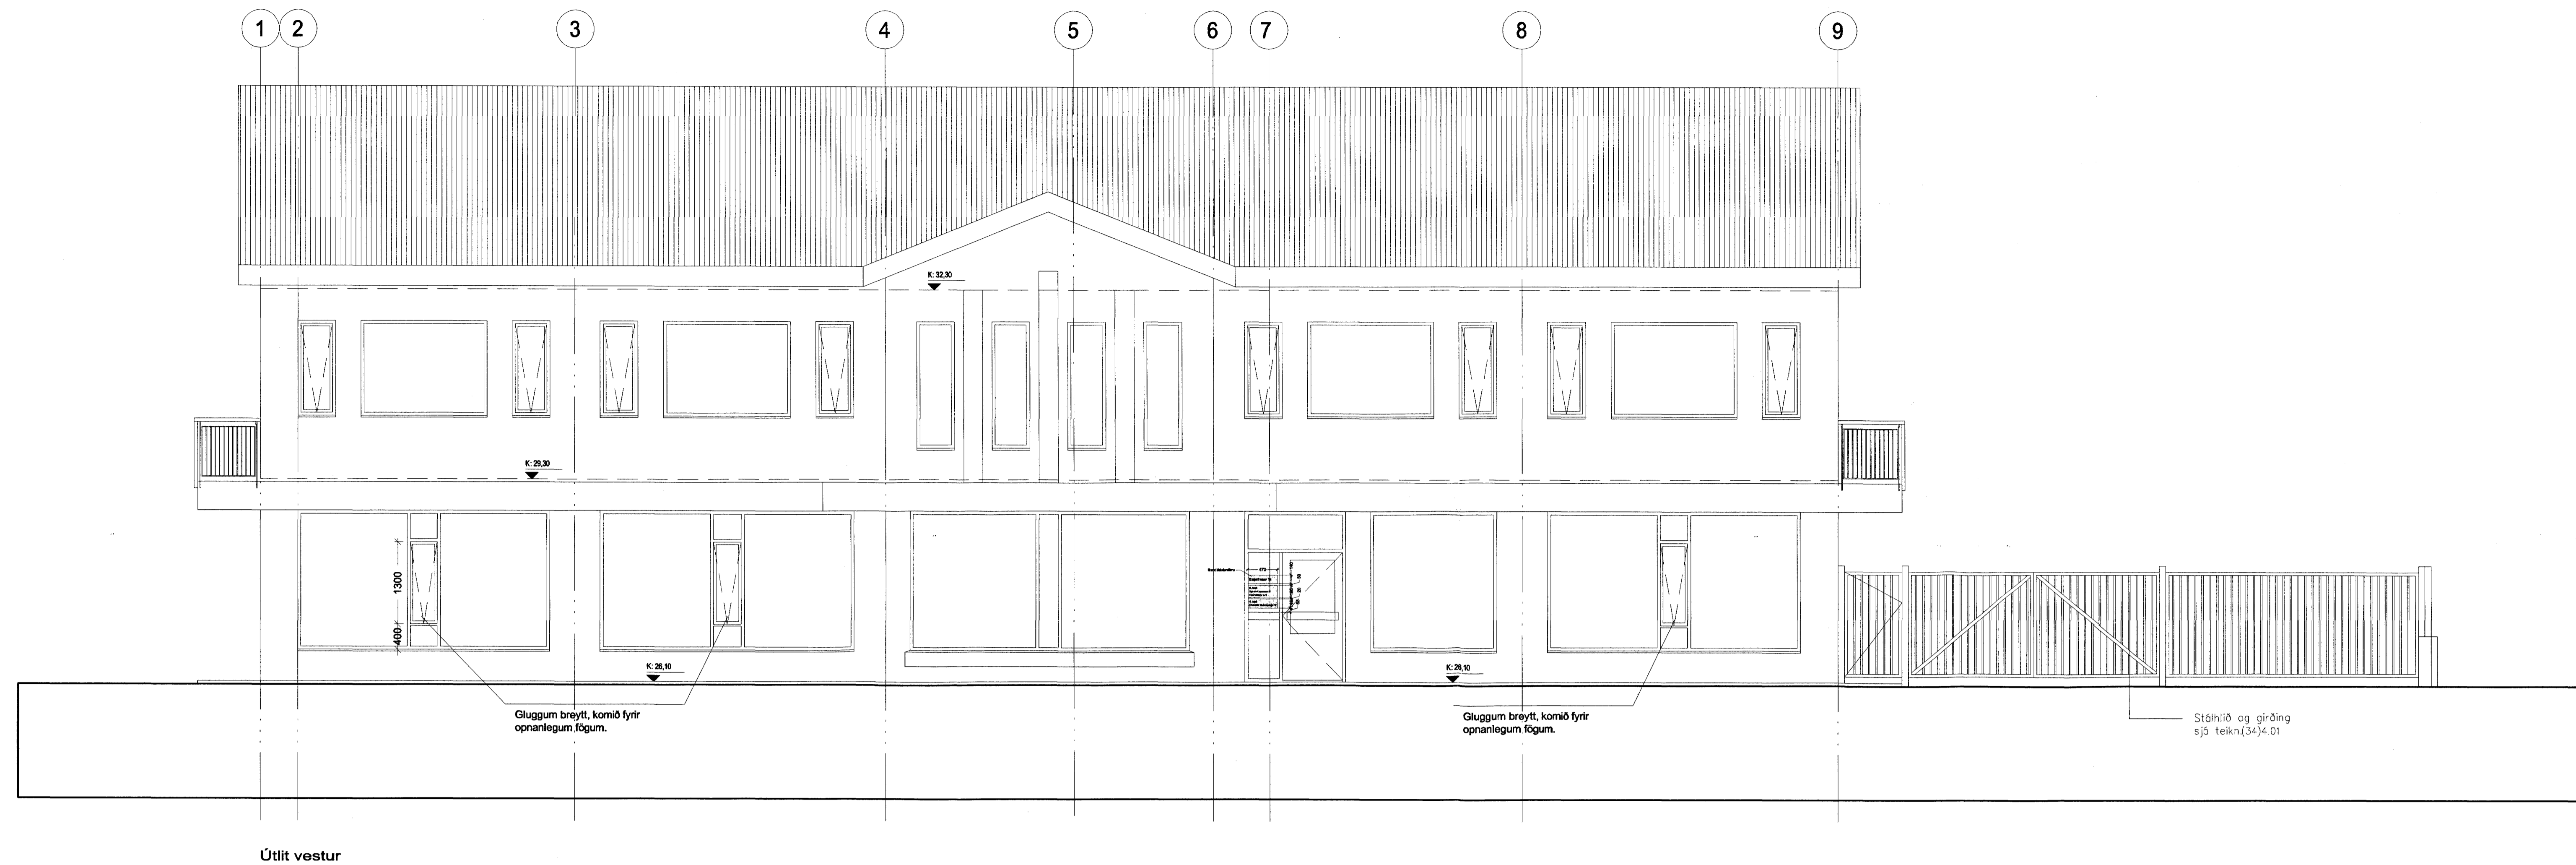 1 2 3 4 5 6 7 8 9
K: 32,30
K: 29,30
1300
400
670
K: 26,10
K: 26,10
Gluggum breytt, komið fyrir
opnanlegum fögum.
Gluggum breytt, komið fyrir
opnanlegum fögum.
Stálhlið og girðing
sjá teikn.(34)4.01
Útlit vestur